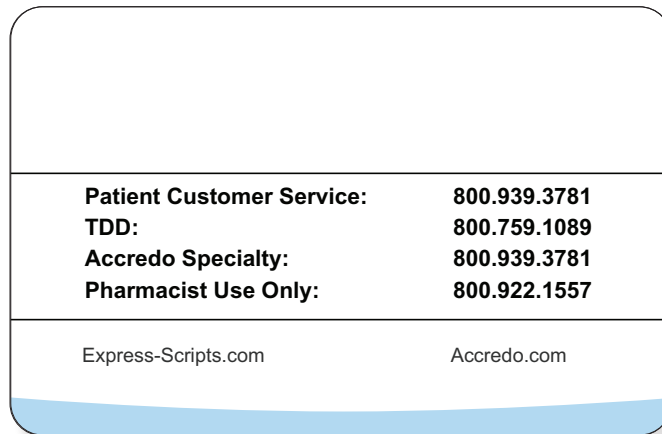 Patient Customer Service: 800.939.3781
TDD: 800.759.1089
Accredo Specialty: 800.939.3781
Pharmacist Use Only: 800.922.1557
Express-Scripts.com Accredo.com